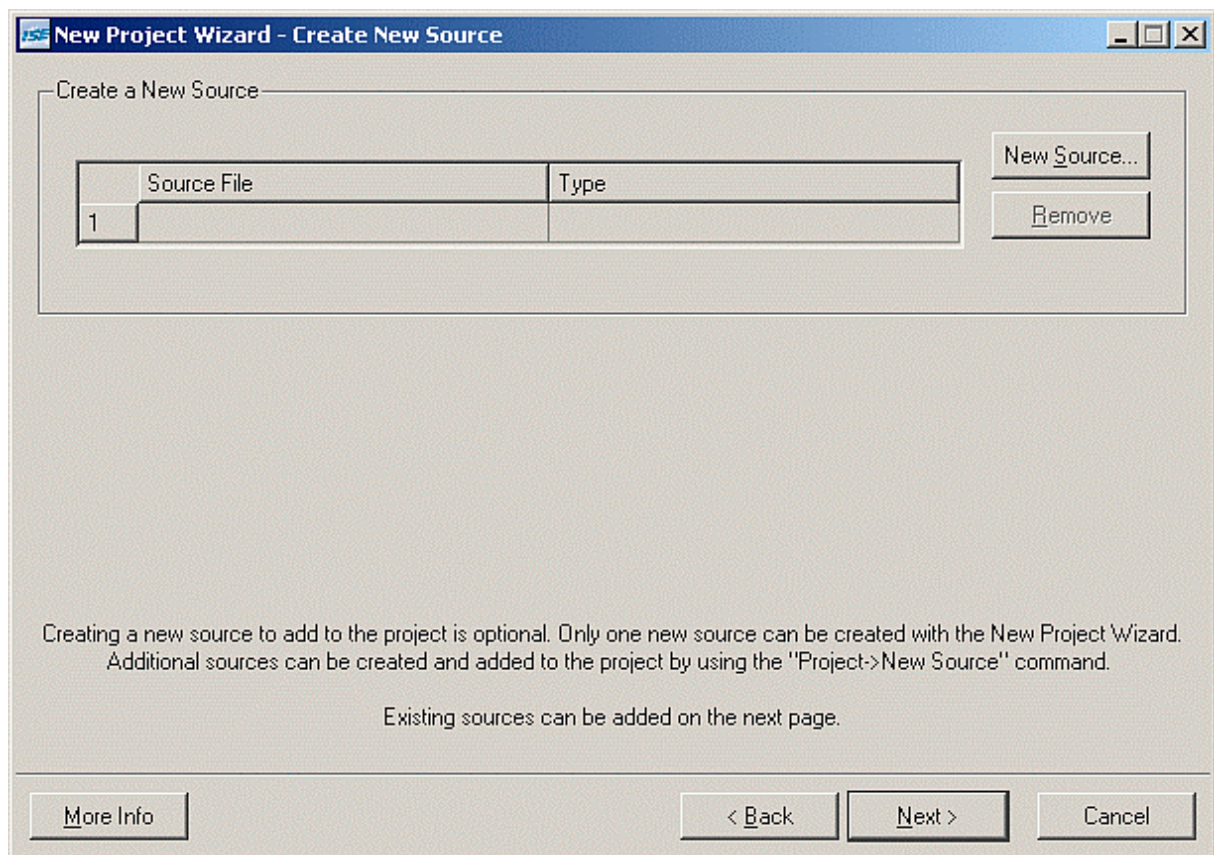 ISE New Project Wizard - Create New Source
Create a New Source
Source File Type
1
New Source...
Remove
Creating a new source to add to the project is optional. Only one new source can be created with the New Project Wizard.
Additional sources can be created and added to the project by using the "Project->New Source" command.
Existing sources can be added on the next page.
More Info < Back Next > Cancel